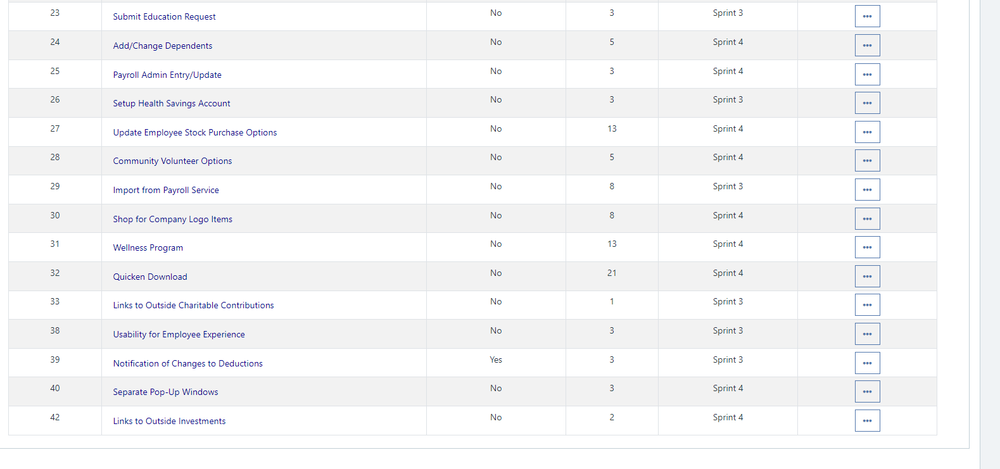 23 Submit Education Request No 3 Sprint 3 •••
24 Add/Change Dependents No 5 Sprint 4 •••
25 Payroll Admin Entry/Update No 3 Sprint 4 •••
26 Setup Health Savings Account No 3 Sprint 3 •••
27 Update Employee Stock Purchase Options No 13 Sprint 4 •••
28 Community Volunteer Options No 5 Sprint 4 •••
29 Import from Payroll Service No 8 Sprint 3 •••
30 Shop for Company Logo Items No 8 Sprint 4 •••
31 Wellness Program No 13 Sprint 4 •••
32 Quicken Download No 21 Sprint 4 •••
33 Links to Outside Charitable Contributions No 1 Sprint 3 •••
38 Usability for Employee Experience No 3 Sprint 3 •••
39 Notification of Changes to Deductions Yes 3 Sprint 3 •••
40 Separate Pop-Up Windows No 3 Sprint 4 •••
42 Links to Outside Investments No 2 Sprint 4 •••